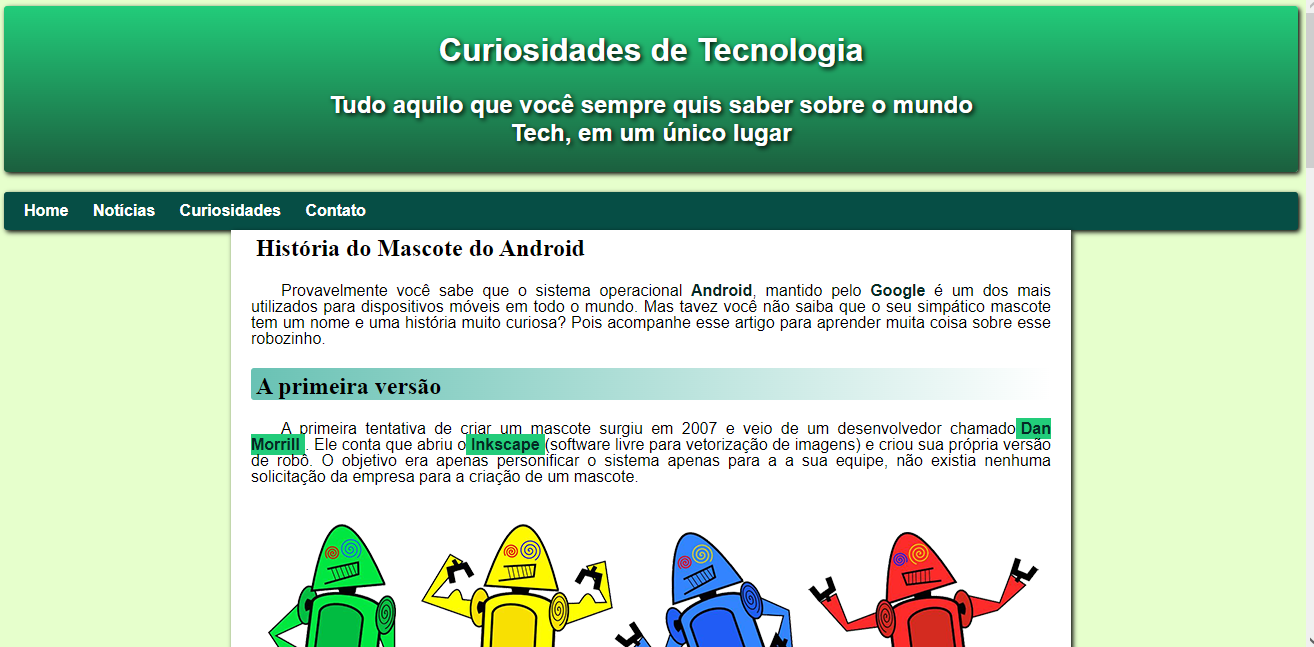 Curiosidades de Tecnologia
Tudo aquilo que você sempre quis saber sobre o mundo
Tech, em um único lugar
Home Notícias Curiosidades Contato
História do Mascote do Android
Provavelmente você sabe que o sistema operacional Android, mantido pelo Google é um dos mais
utilizados para dispositivos móveis em todo o mundo. Mas tavez você não saiba que o seu simpático mascote
tem um nome e uma história muito curiosa? Pois acompanhe esse artigo para aprender muita coisa sobre esse
robozinho.
A primeira versão
A primeira tentativa de criar um mascote surgiu em 2007 e veio de um desenvolvedor chamado Dan
Morrill . Ele conta que abriu o Inkscape (software livre para vetorização de imagens) e criou sua própria versão
de robô. O objetivo era apenas personificar o sistema apenas para a a sua equipe, não existia nenhuma
solicitação da empresa para a criação de um mascote.